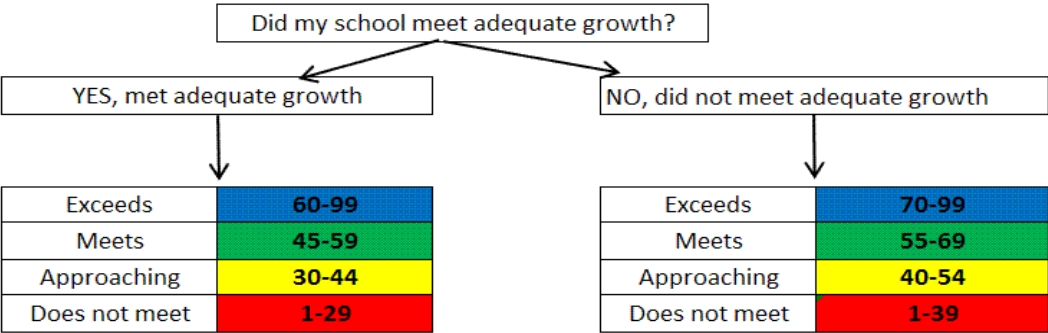 Did my school meet adequate growth?
YES, met adequate growth
NO, did not meet adequate growth
Exceeds 60-99
Meets 45-59
Approaching 30-44
Does not meet 1-29
Exceeds 70-99
Meets 55-69
Approaching 40-54
Does not meet 1-39